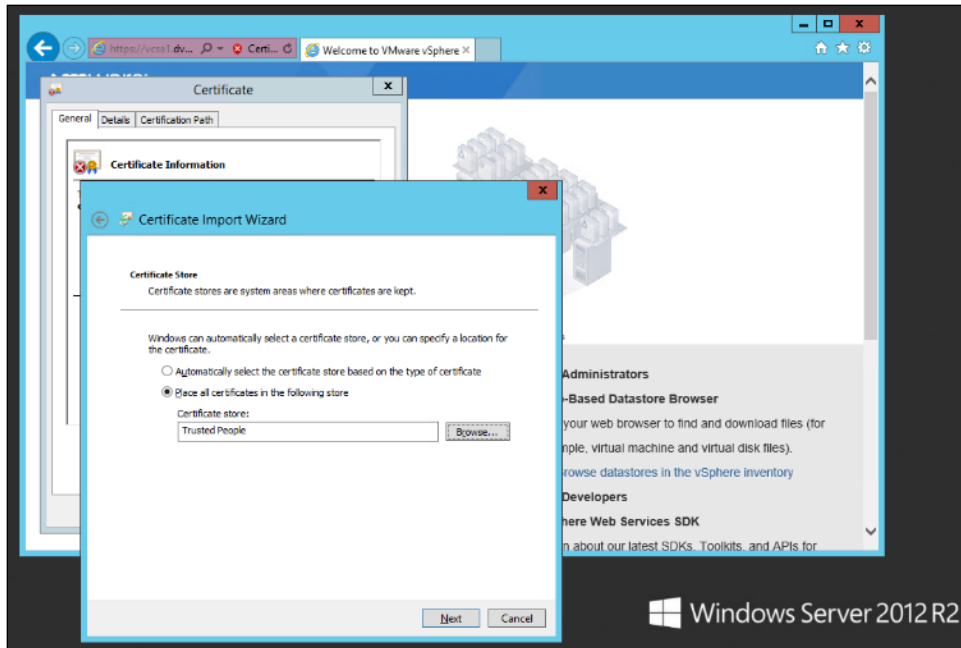 https://vcsa1.dv...
Certi...
Welcome to VMware vSphere
Certificate
General
Details
Certification Path
Certificate Information
Certificate Import Wizard
Certificate Store
Certificate stores are system areas where certificates are kept.
Windows can automatically select a certificate store, or you can specify a location for
the certificate.
Automatically select the certificate store based on the type of certificate
Place all certificates in the following store
Certificate store:
Trusted People
Browse...
Next
Cancel
Administrators
-Based Datastore Browser
your web browser to find and download files (for
mple, virtual machine and virtual disk files).
rowse datastores in the vSphere inventory
Developers
here Web Services SDK
n about our latest SDKs, Toolkits, and APIs for
Windows Server 2012 R2